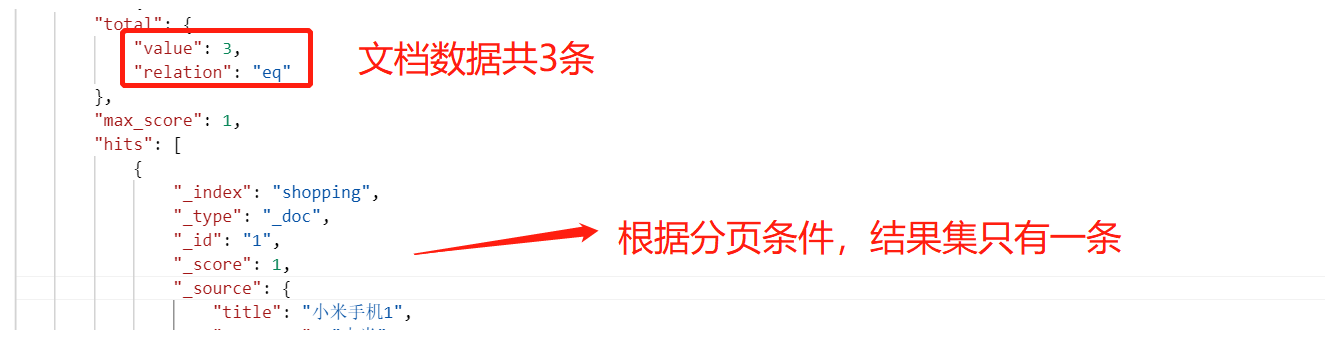 "total": {
"value": 3,
"relation": "eq"
文档数据共3条
},
"max_score": 1,
"hits": [
{
"_index": "shopping",
"_type": "_doc",
"_id": "1",
"_score": 1,
根据分页条件，结果集只有一条
"_source": {
"title": "小米手机1",